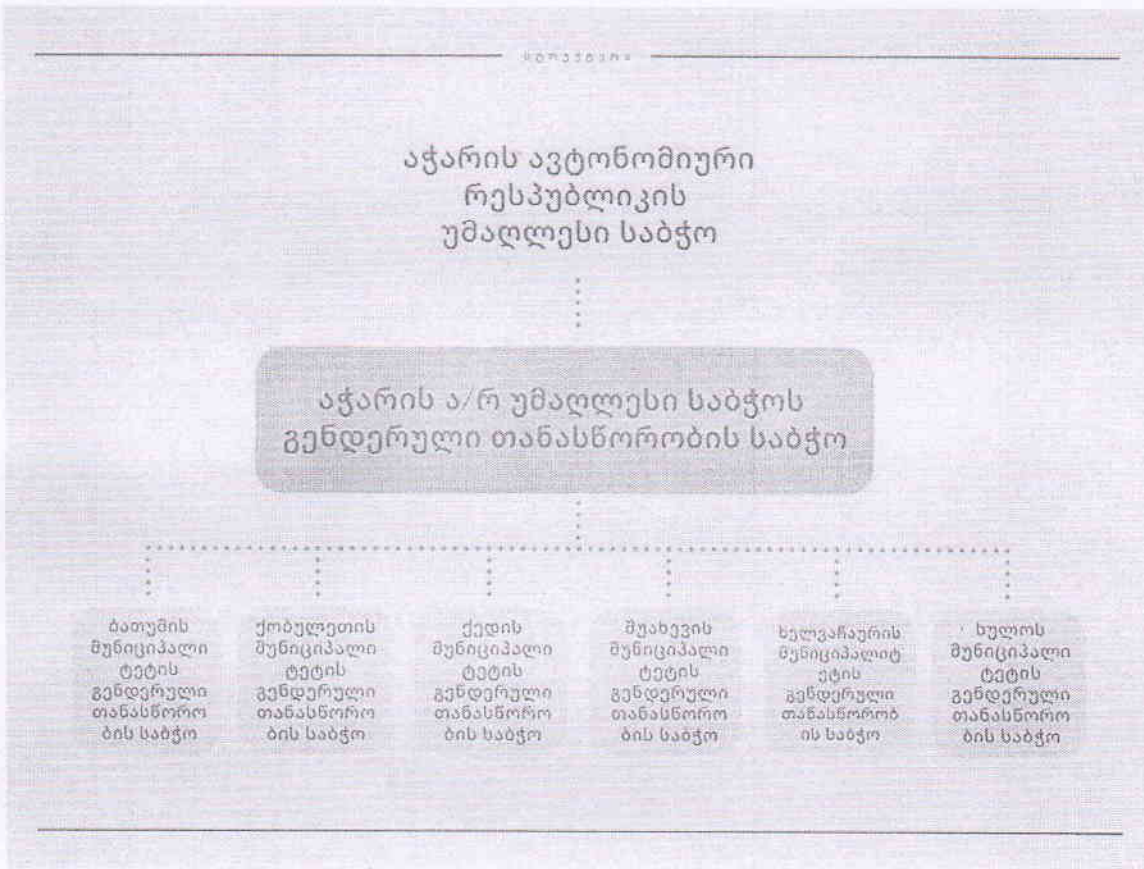 სტრუქტურა
აჭარის ავტონომიური
რესპუბლიკის
უმაღლესი საბჭო
აჭარის ა/რ უმაღლესი საბჭოს
გენდერული თანასწორობის საბჭო
ბათუმის
მუნიციპალი
ტეტის
გენდერული
თანასწორო
ბის საბჭო
ქობულეთის
მუნიციპალი
ტეტის
გენდერული
თანასწორო
ბის საბჭო
ქედის
მუნიციპალი
ტეტის
გენდერული
თანასწორო
ბის საბჭო
შუახევის
მუნიციპალი
ტეტის
გენდერული
თანასწორო
ბის საბჭო
ხელვაჩაურის
მუნიციპალიტ
ეტის
გენდერული
თანასწორობ
ის საბჭო
ხულოს
მუნიციპალი
ტეტის
გენდერული
თანასწორო
ბის საბჭო